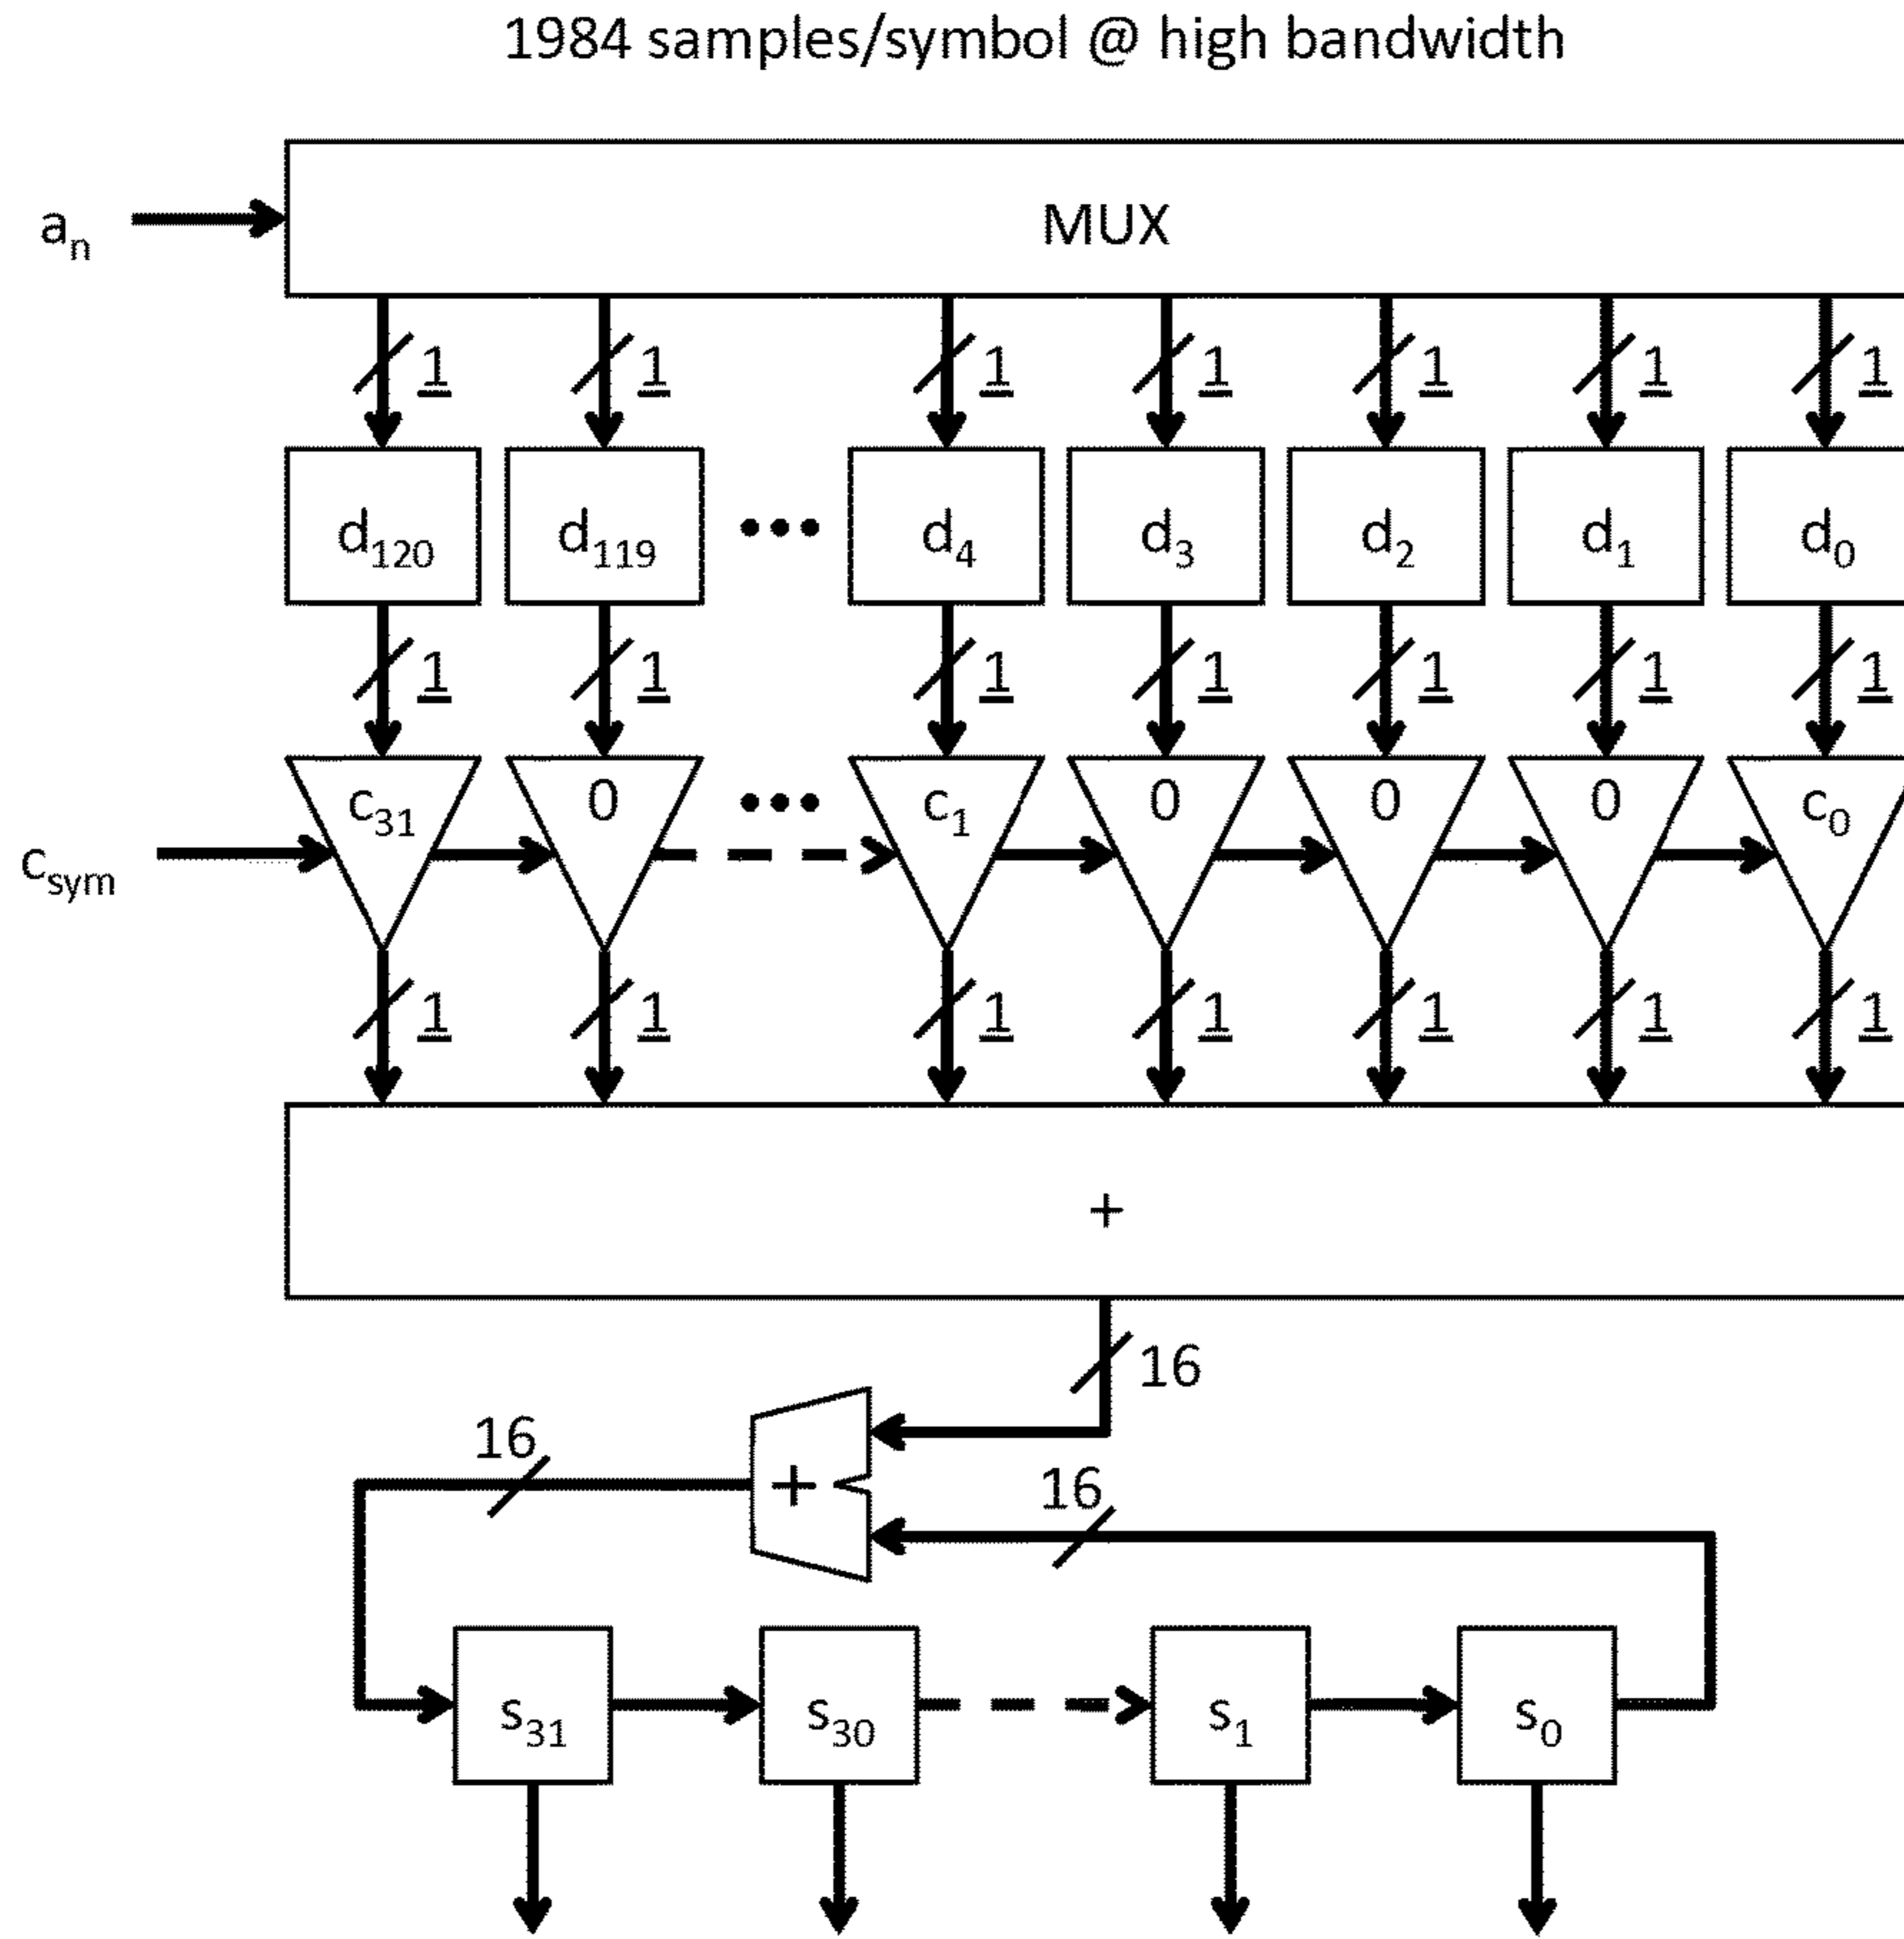 1984 samples/symbol @ high bandwidth
aₙ MUX
1 1 1 1 1 1 1
d₁₂₀ d₁₁₉ ••• d₄ d₃ d₂ d₁ d₀
1 1 1 1 1 1 1
c₃₁ 0 ••• c₁ 0 0 0 c₀
c_sym
1 1 1 1 1 1 1
+
16
16
+ 16
s₃₁ s₃₀ s₁ s₀